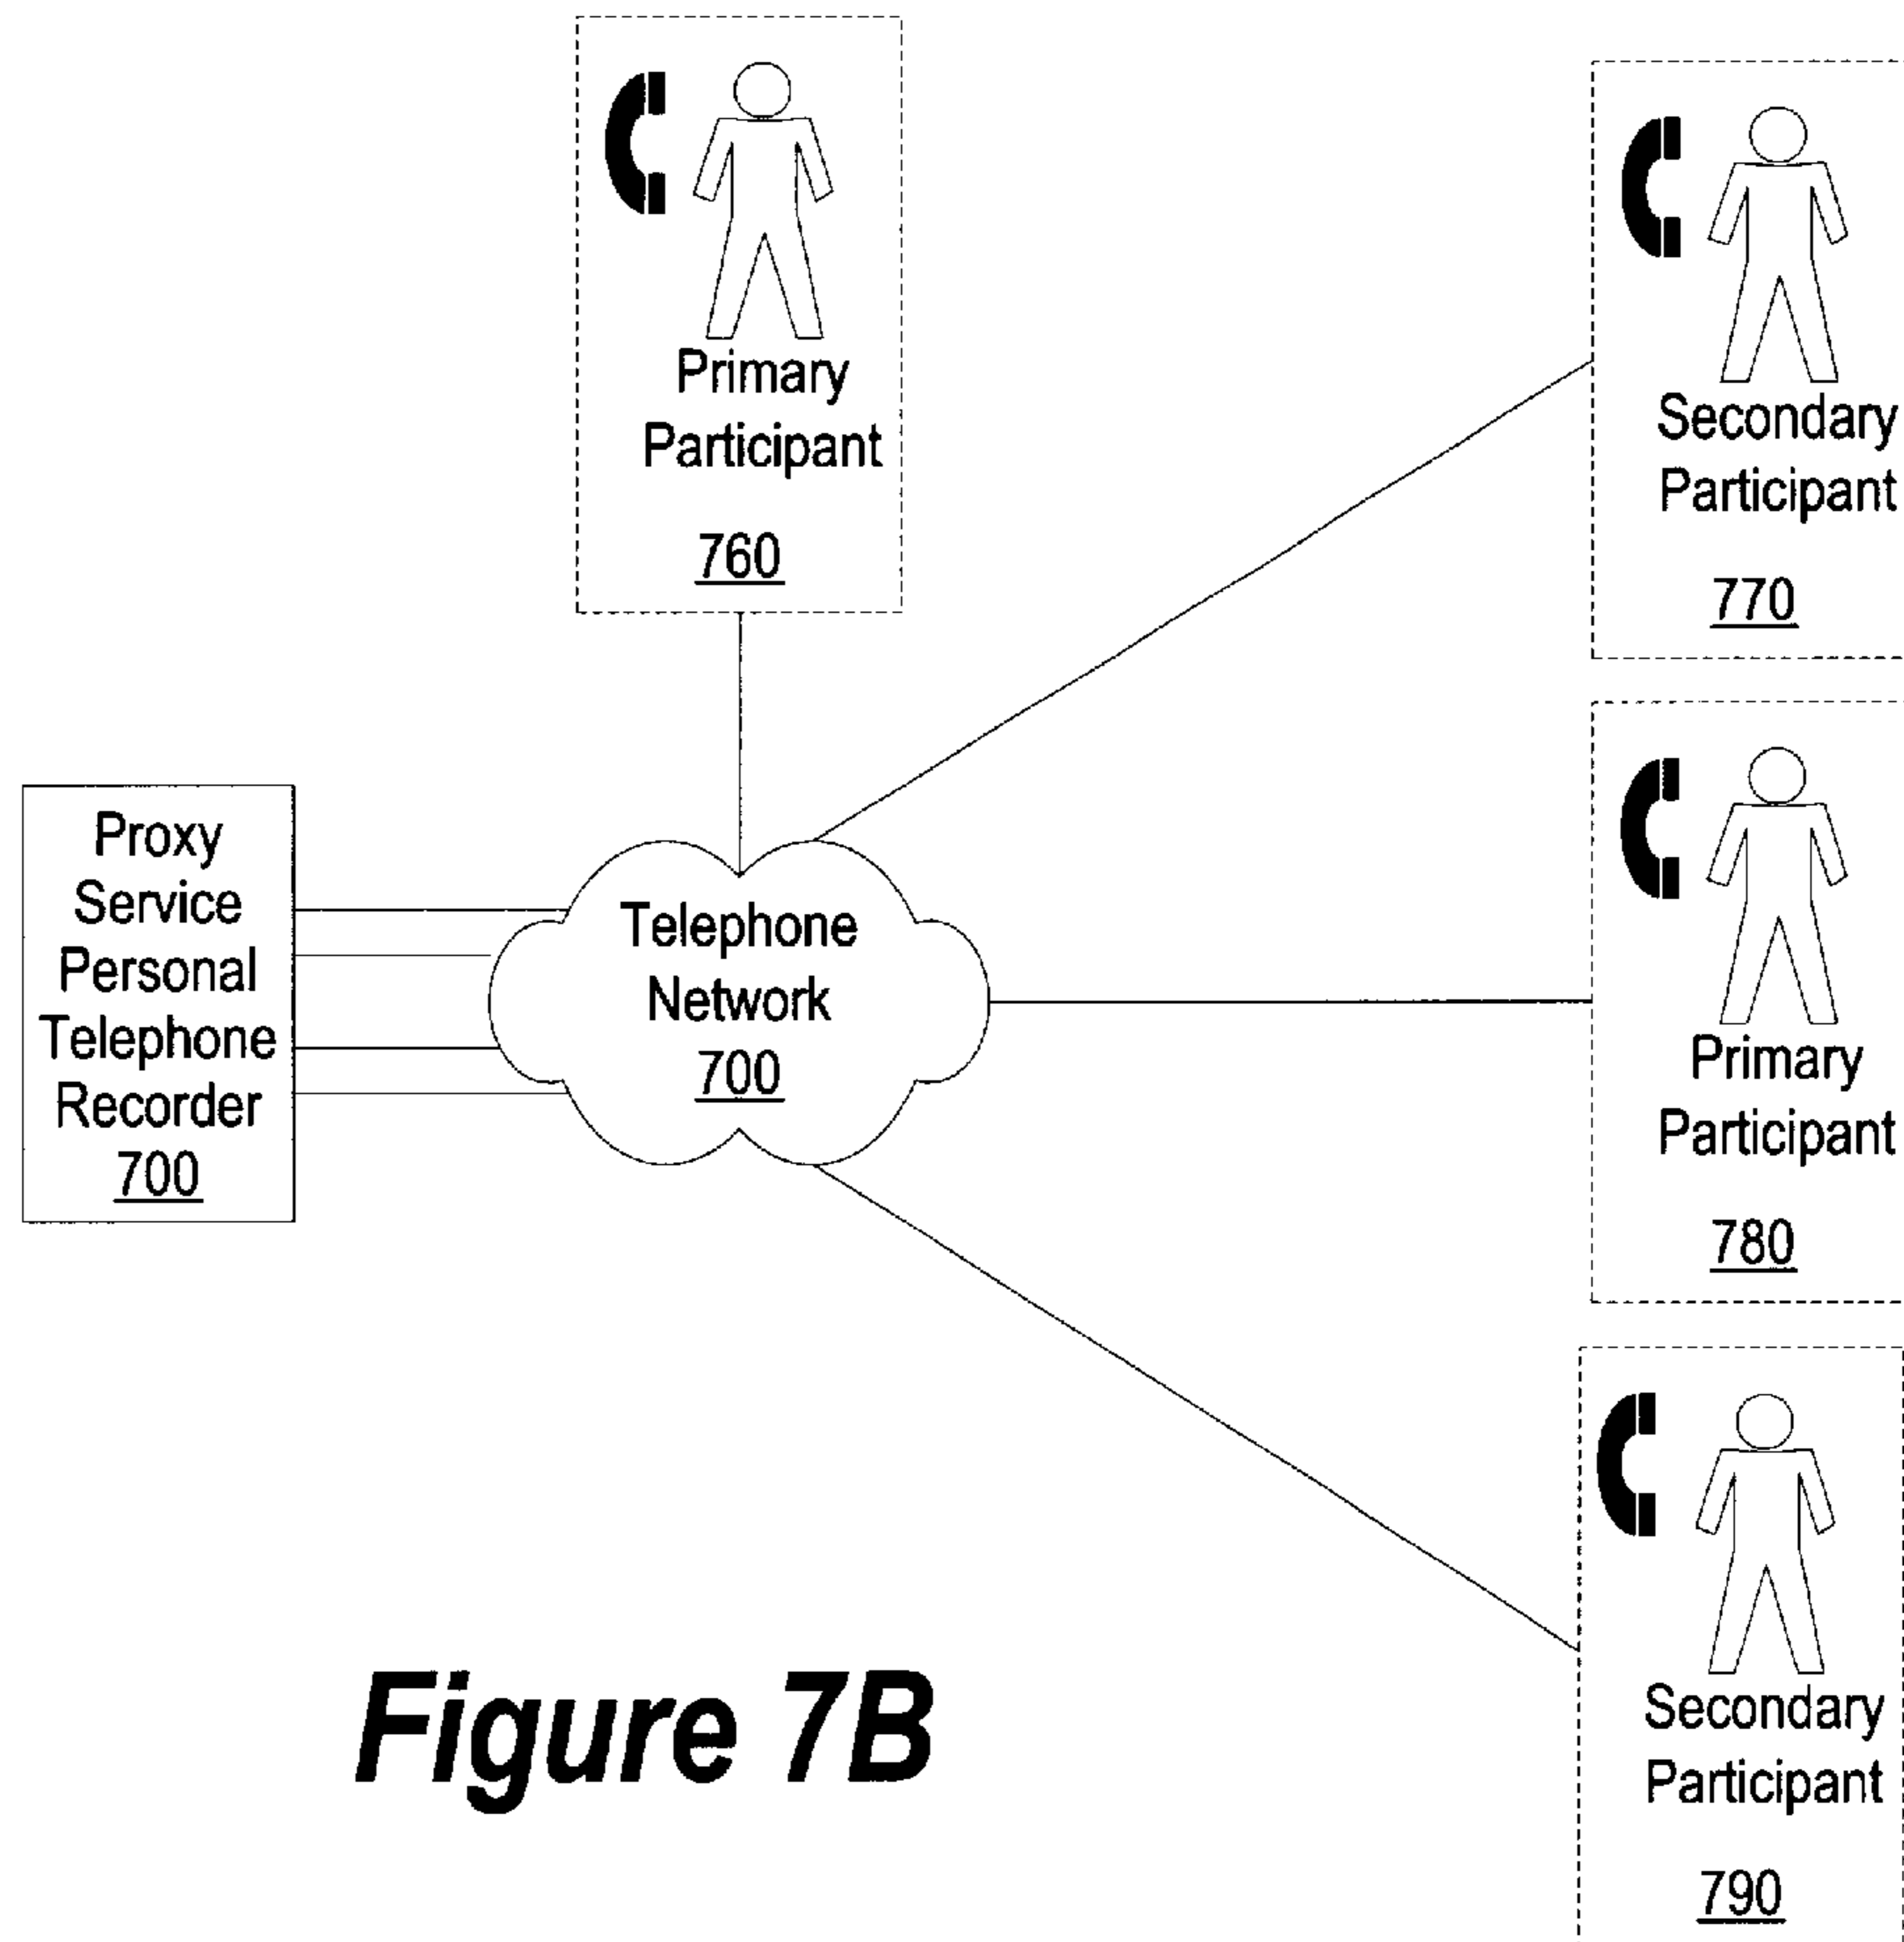 Primary
Participant
760
Secondary
Participant
770
Proxy
Service
Personal
Telephone
Recorder
700
Telephone
Network
700
Primary
Participant
780
Secondary
Participant
790
Figure 7B